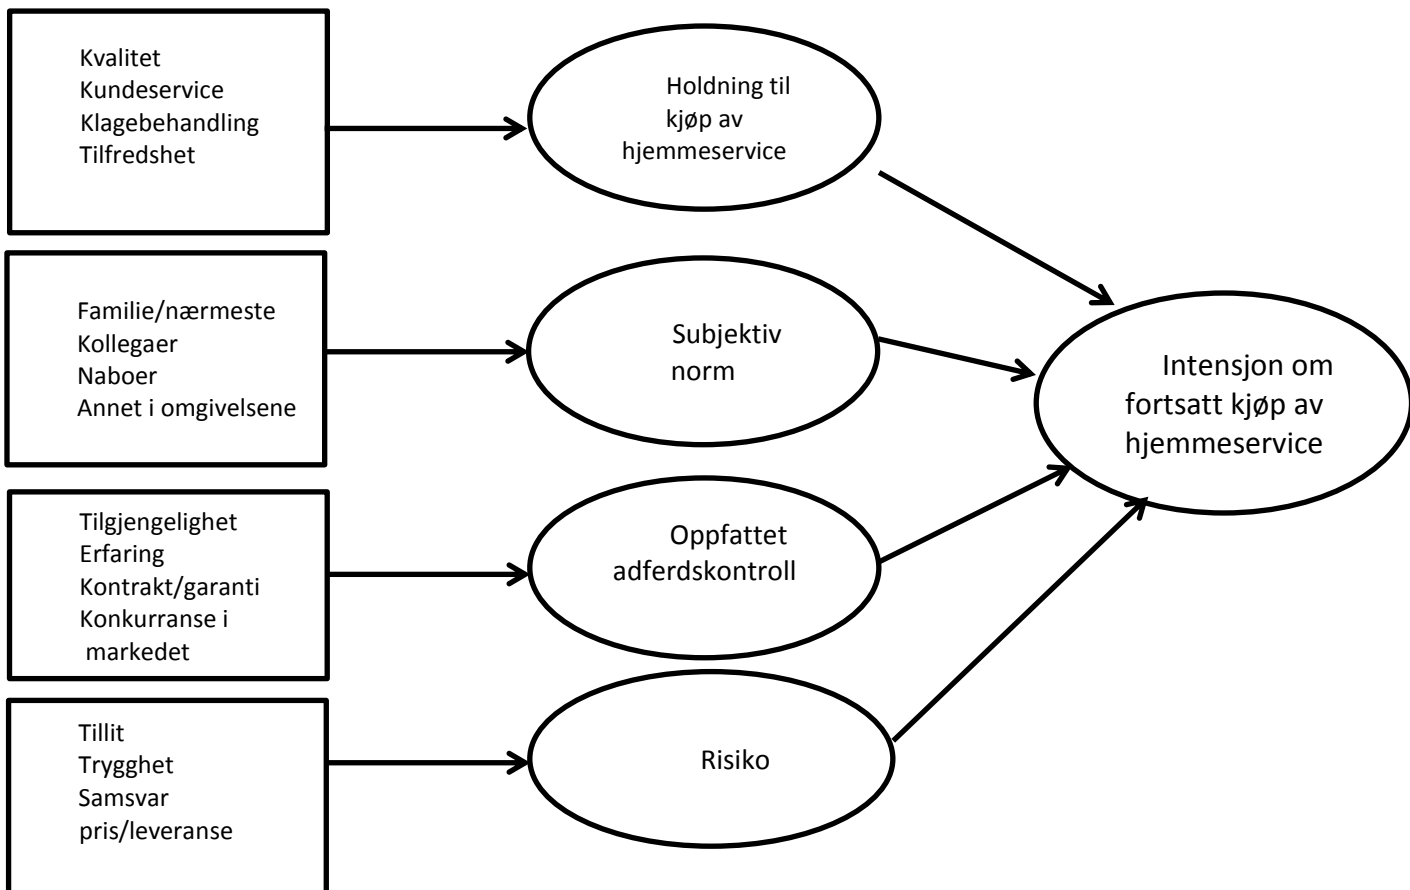 Kvalitet
Kundeservice
Klagebehandling
Tilfredshet
Holdning til
kjøp av
hjemmeservice
Familie/nærmeste
Kollegaer
Naboer
Annet i omgivelsene
Subjektiv
norm
Intensjon om
fortsatt kjøp av
hjemmeservice
Tilgjengelighet
Erfaring
Kontrakt/garanti
Konkurranse i
markedet
Oppfattet
adferdskontroll
Tillit
Trygghet
Samsvar
pris/leveranse
Risiko